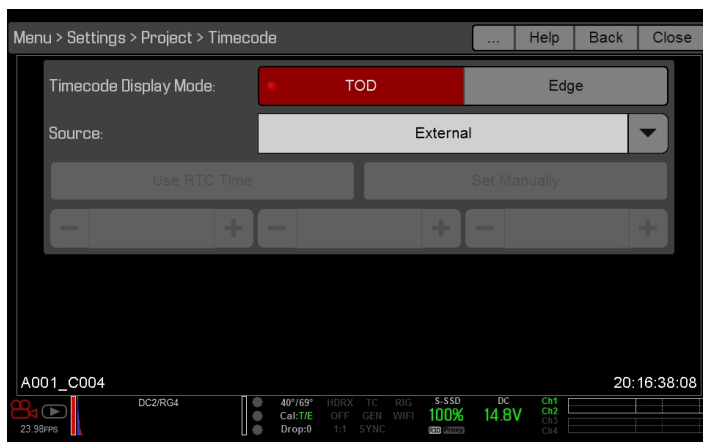 Menu > Settings > Project > Timecode ... Help Back Close
Timecode Display Mode: TOD Edge
Source: External
Use RTC Time Set Manually
A001_C004 20:16:38:08
DC2/RG4 40°/69° HDRX TC RIG S-SSD DC Ch1
Cal:T/E OFF GEN WIFI 100% 14.8V Ch2
23.98FPS Drop:0 1:1 SYNC R3D Proxy Ch3
Ch4